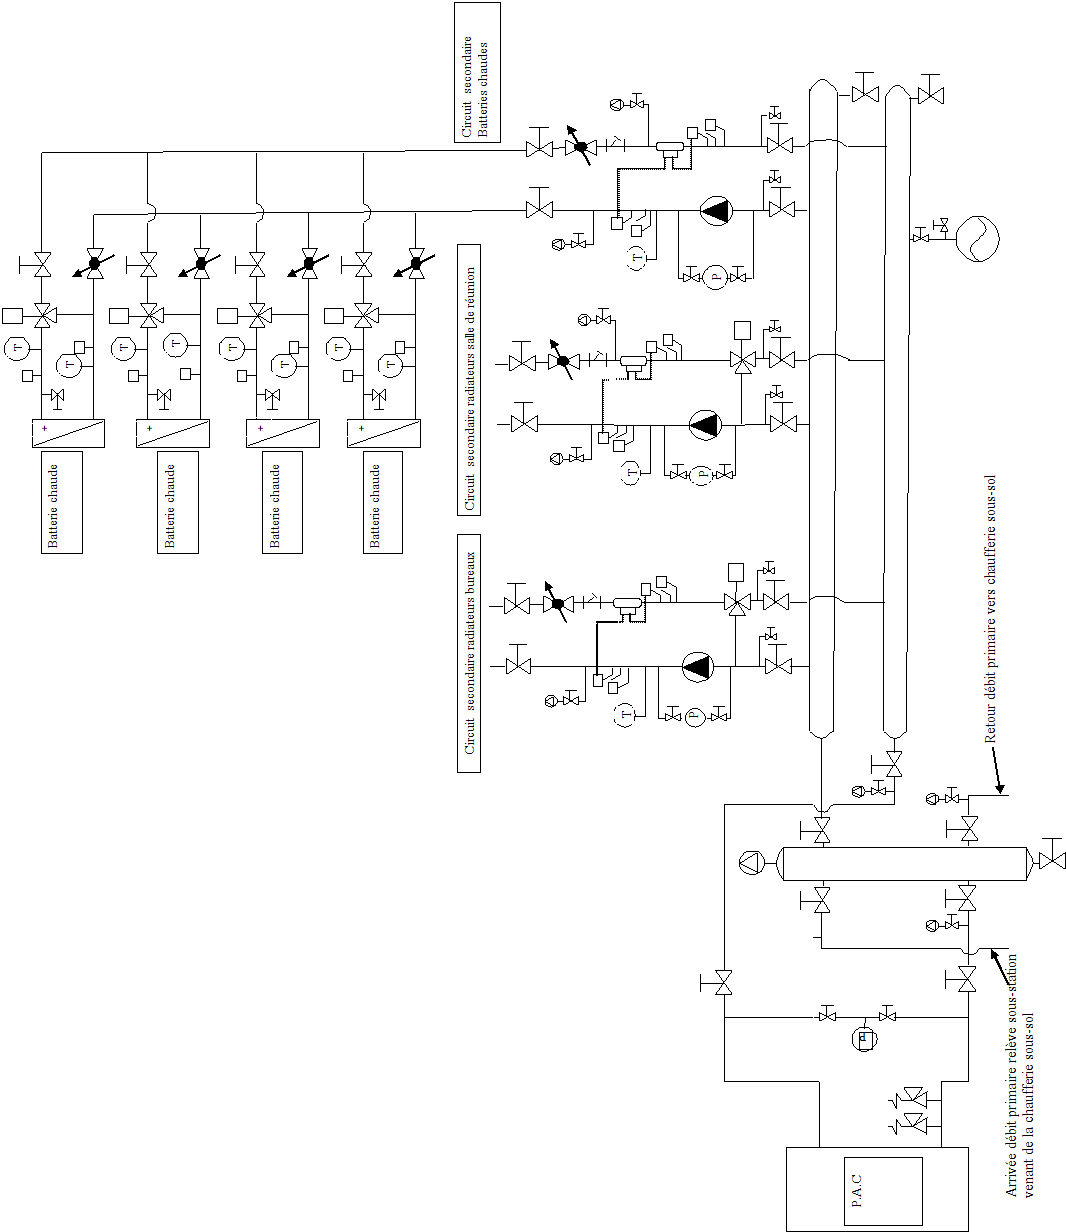 Circuit secondaire
Batteries chaudes
T
P
T
T
T
T
T
T
T
T
+
+
+
+
Batterie chaude
Batterie chaude
Batterie chaude
Batterie chaude
Circuit secondaire radiateurs salle de réunion
T
P
Circuit secondaire radiateurs bureaux
T
P
Retour débit primaire vers chaufferie sous-sol
Arrivée débit primaire relève sous-station
venant de la chaufferie sous-sol
P
P.A.C